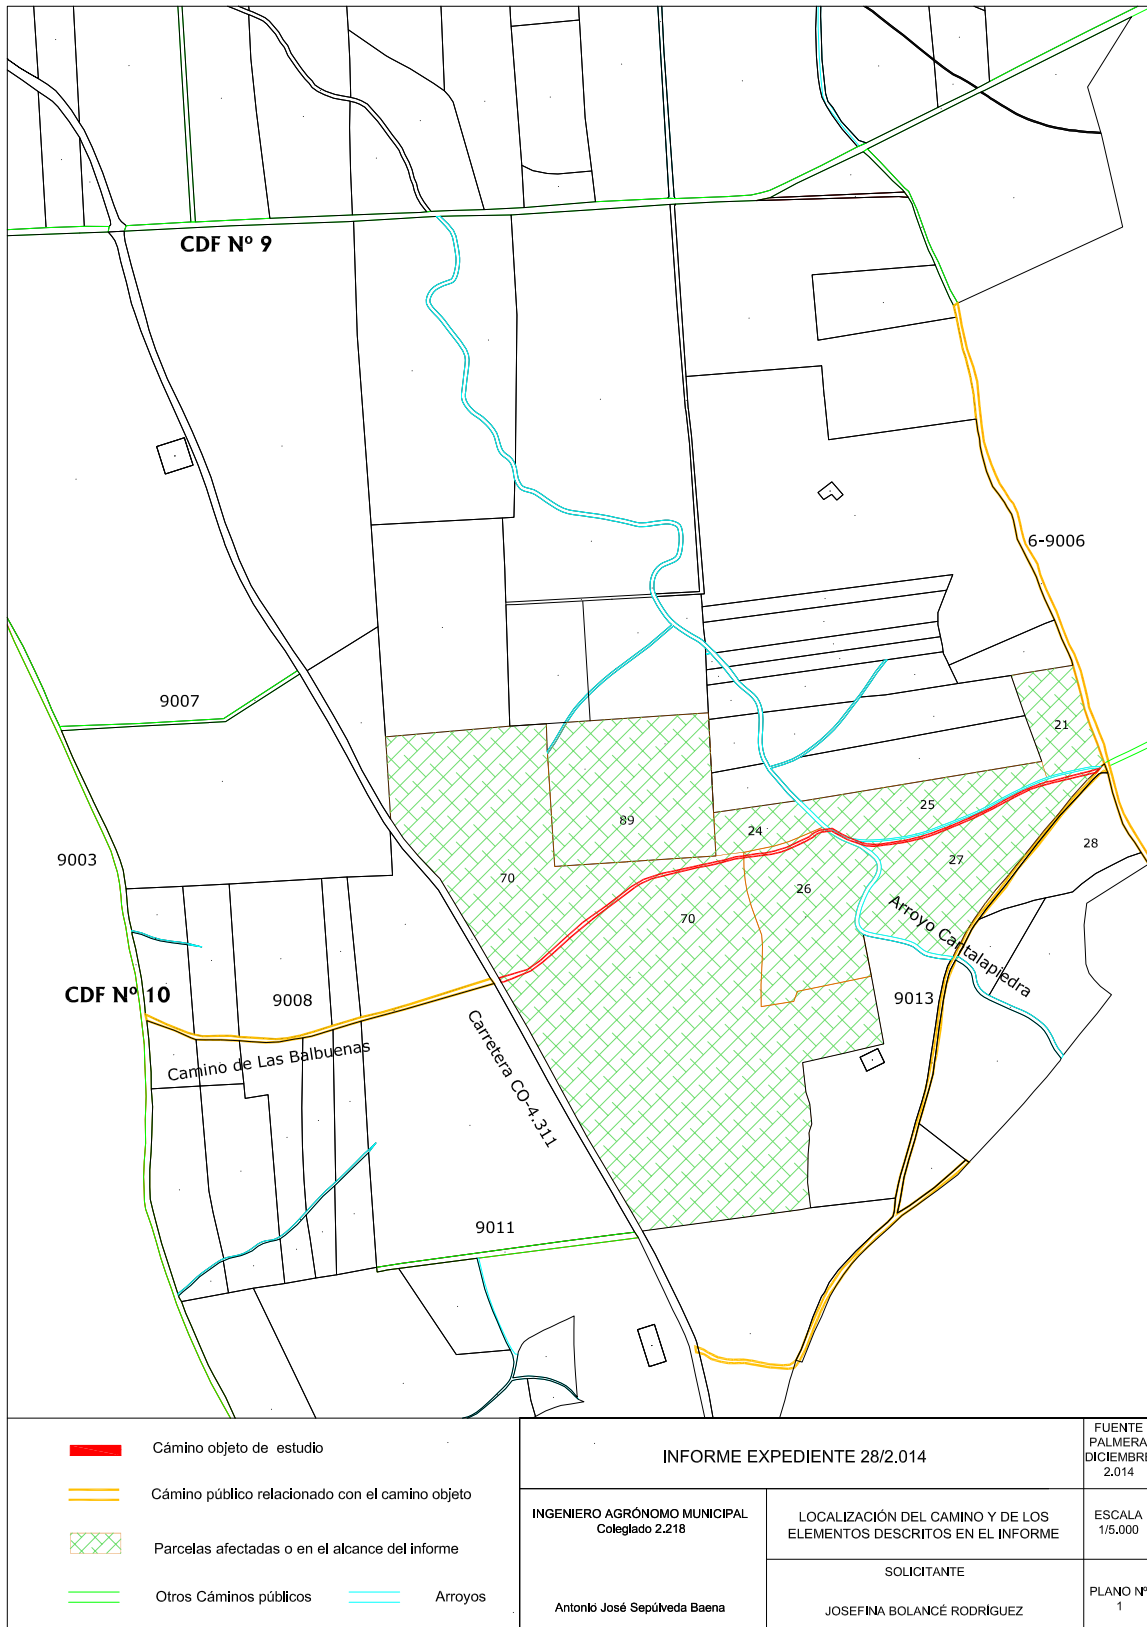 CDF Nº 9
6-9006
9007
21
89
24
25
9003
28
27
70
26
70
Arroyo Cantalapiedra
CDF Nº 10
9008
9013
Camino de Las Balbuenas
Carretera CO-4.311
9011
Cámino objeto de estudio
Cámino público relacionado con el camino objeto
Parcelas afectadas o en el alcance del informe
Otros Cáminos públicos
Arroyos
INFORME EXPEDIENTE 28/2.014
FUENTE
PALMERA
DICIEMBRE
2.014
INGENIERO AGRÓNOMO MUNICIPAL
Colegiado 2.218
Antonio José Sepúlveda Baena
LOCALIZACIÓN DEL CAMINO Y DE LOS
ELEMENTOS DESCRITOS EN EL INFORME
ESCALA
1/5.000
SOLICITANTE
JOSEFINA BOLANCÉ RODRÍGUEZ
PLANO Nº
1